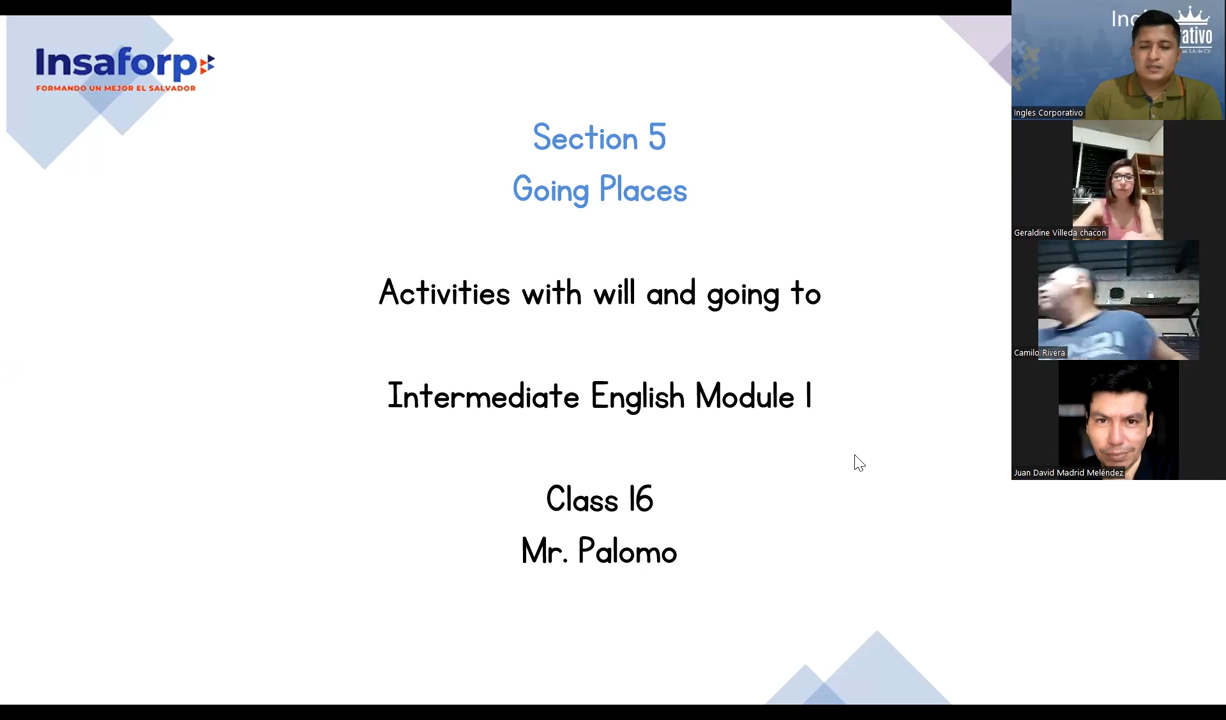 Insaforp
FORMANDO UN MEJOR EL SALVADOR
Section 5
Going Places
Activities with will and going to
Intermediate English Module 1
Class 16
Mr. Palomo
Ingles Corporativo
Geraldine Villeda chacon
Camilo Rivera
Juan David Madrid Meléndez